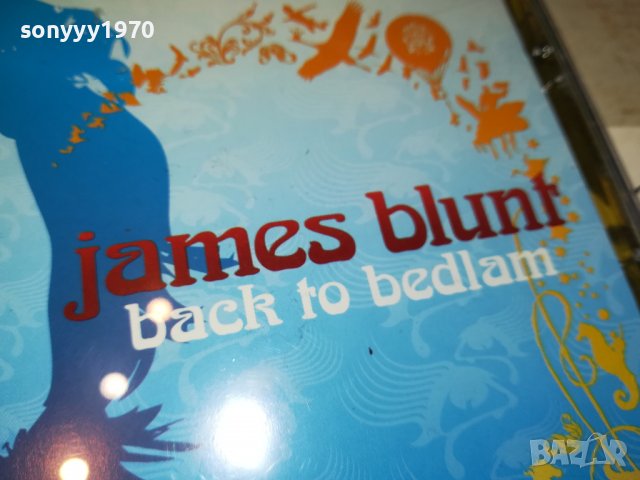 sonyyy1970
james blunt
back to bedlam
BAZAR